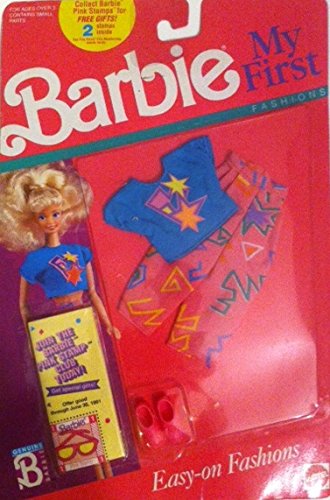 FOR AGES OVER 3
CONTAINS SMALL
PARTS.
Collect Barbie
Pink Stamps for
FREE GIFTS!
2 stamps
inside
Barbie
My First
FASHIONS
B
JOIN THE
BARBIE
PINK STAMP
CLUB
TODAY!
Get special gifts!
Offer good
through June 30, 1991
Barbie 1
GENUINE
B
BARBIE
Easy-on Fashions